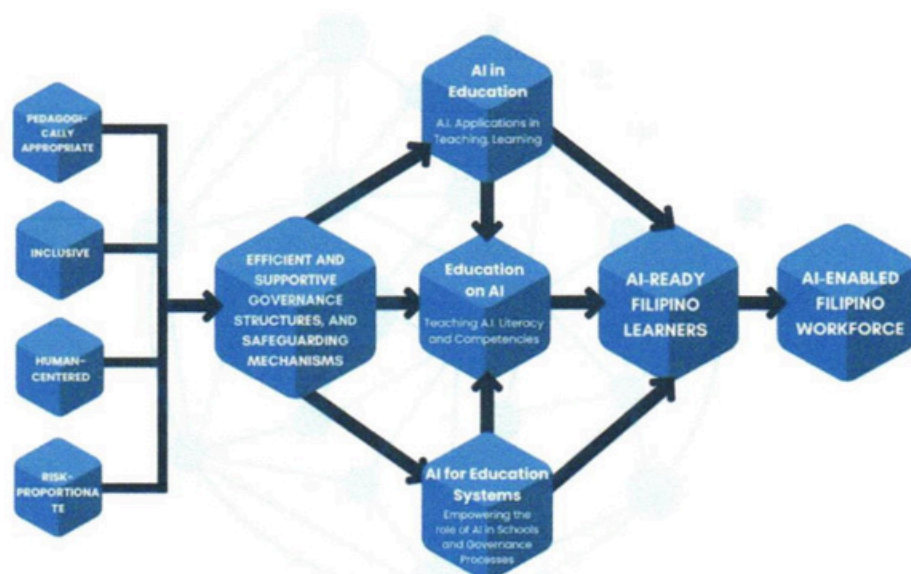 PEDAGOGI-
CALLY
APPROPRIATE
INCLUSIVE
HUMAN-
CENTERED
RISK-
PROPORTIONA
TE
EFFICIENT AND
SUPPORTIVE
GOVERNANCE
STRUCTURES, AND
SAFEGUARDING
MECHANISMS
AI in
Education
A.I. Applications in
Teaching, Learning
Education
on AI
Teaching A.I. Literacy
and Competencies
AI for Education
Systems
Empowering the
role of AI in Schools
and Governance
Processes
AI-READY
FILIPINO
LEARNERS
AI-ENABLED
FILIPINO
WORKFORCE